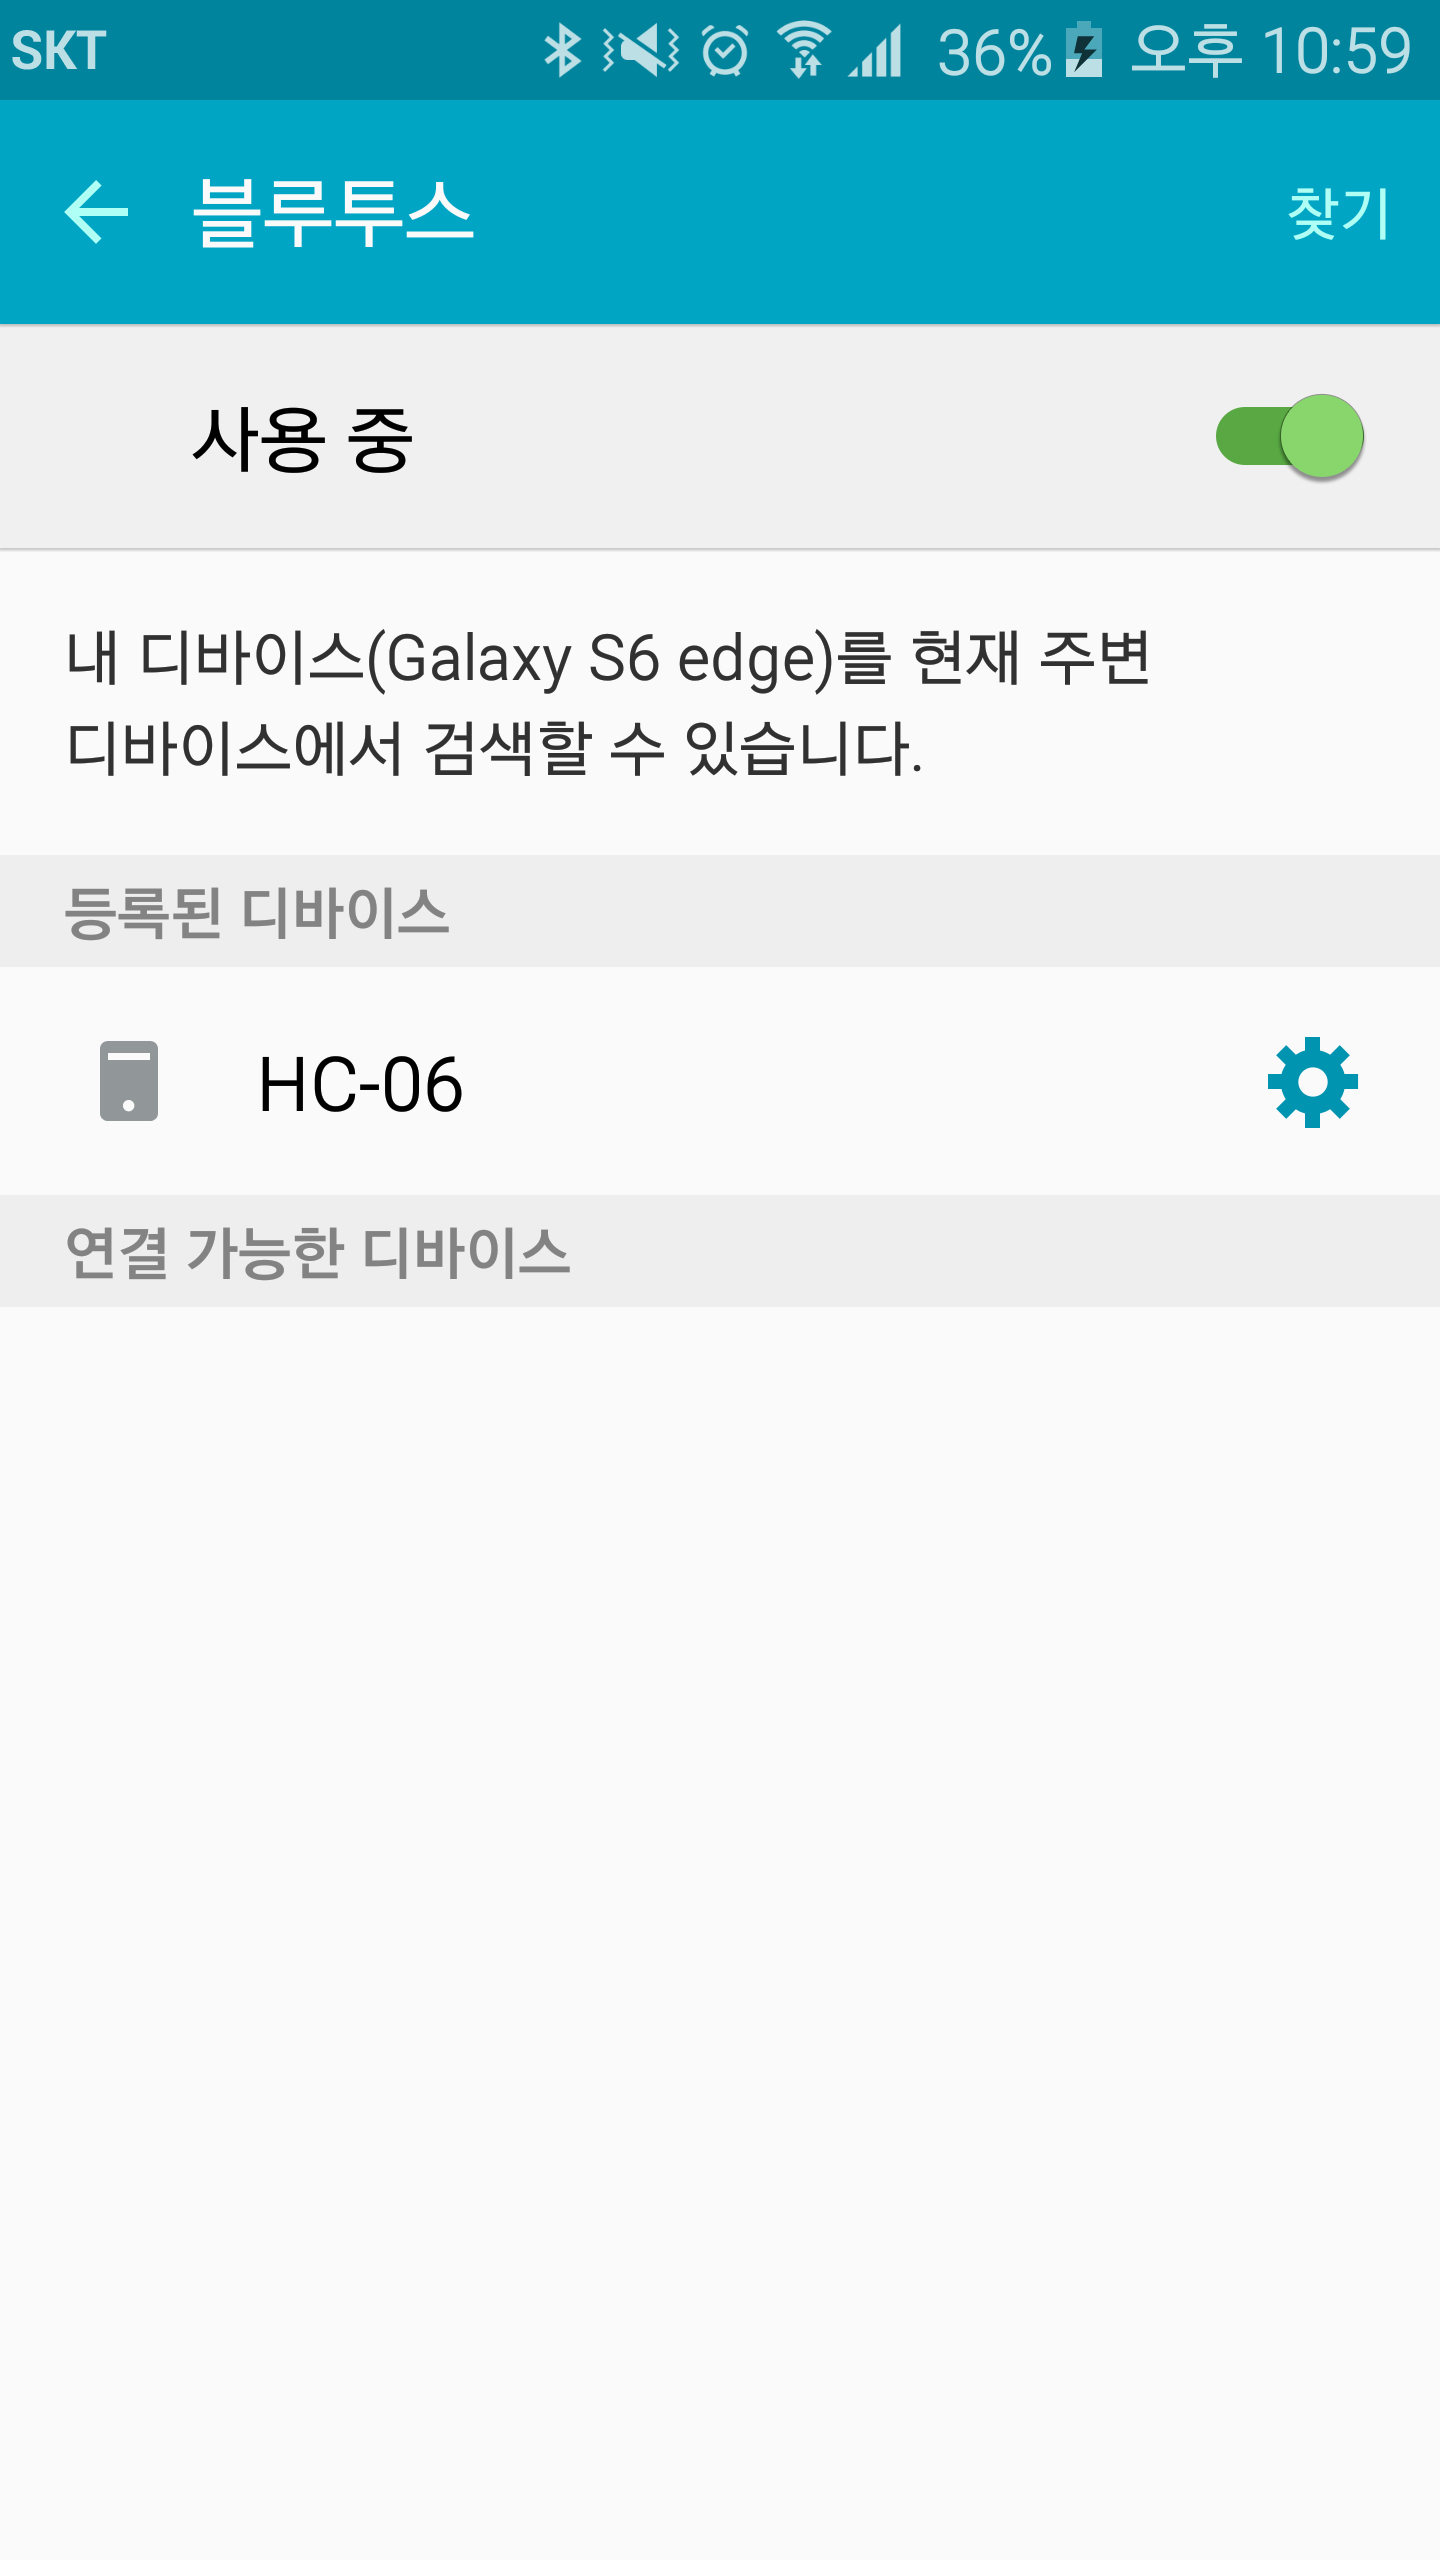 SKT 36% 오후 10:59
블루투스 찾기
사용 중
내 디바이스(Galaxy S6 edge)를 현재 주변
디바이스에서 검색할 수 있습니다.
등록된 디바이스
HC-06
연결 가능한 디바이스